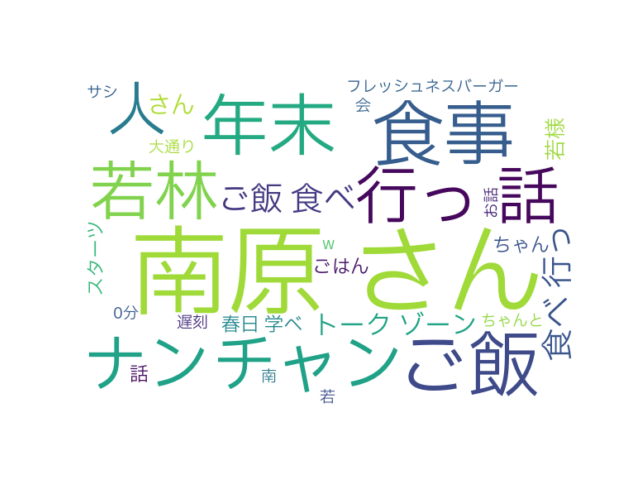 フレッシュネスバーガー
サシ
人
さん
年末
会
食事
大通り
若様
若林
ご飯 食べ
行っ
お話
話
スターツ
南原 さん
w
ごはん
ちゃん
食べ 行っ
0分
遅刻
春日 学べ
トーク ゾーン
ちゃんと
ナンチャン
ご飯
話
南
若